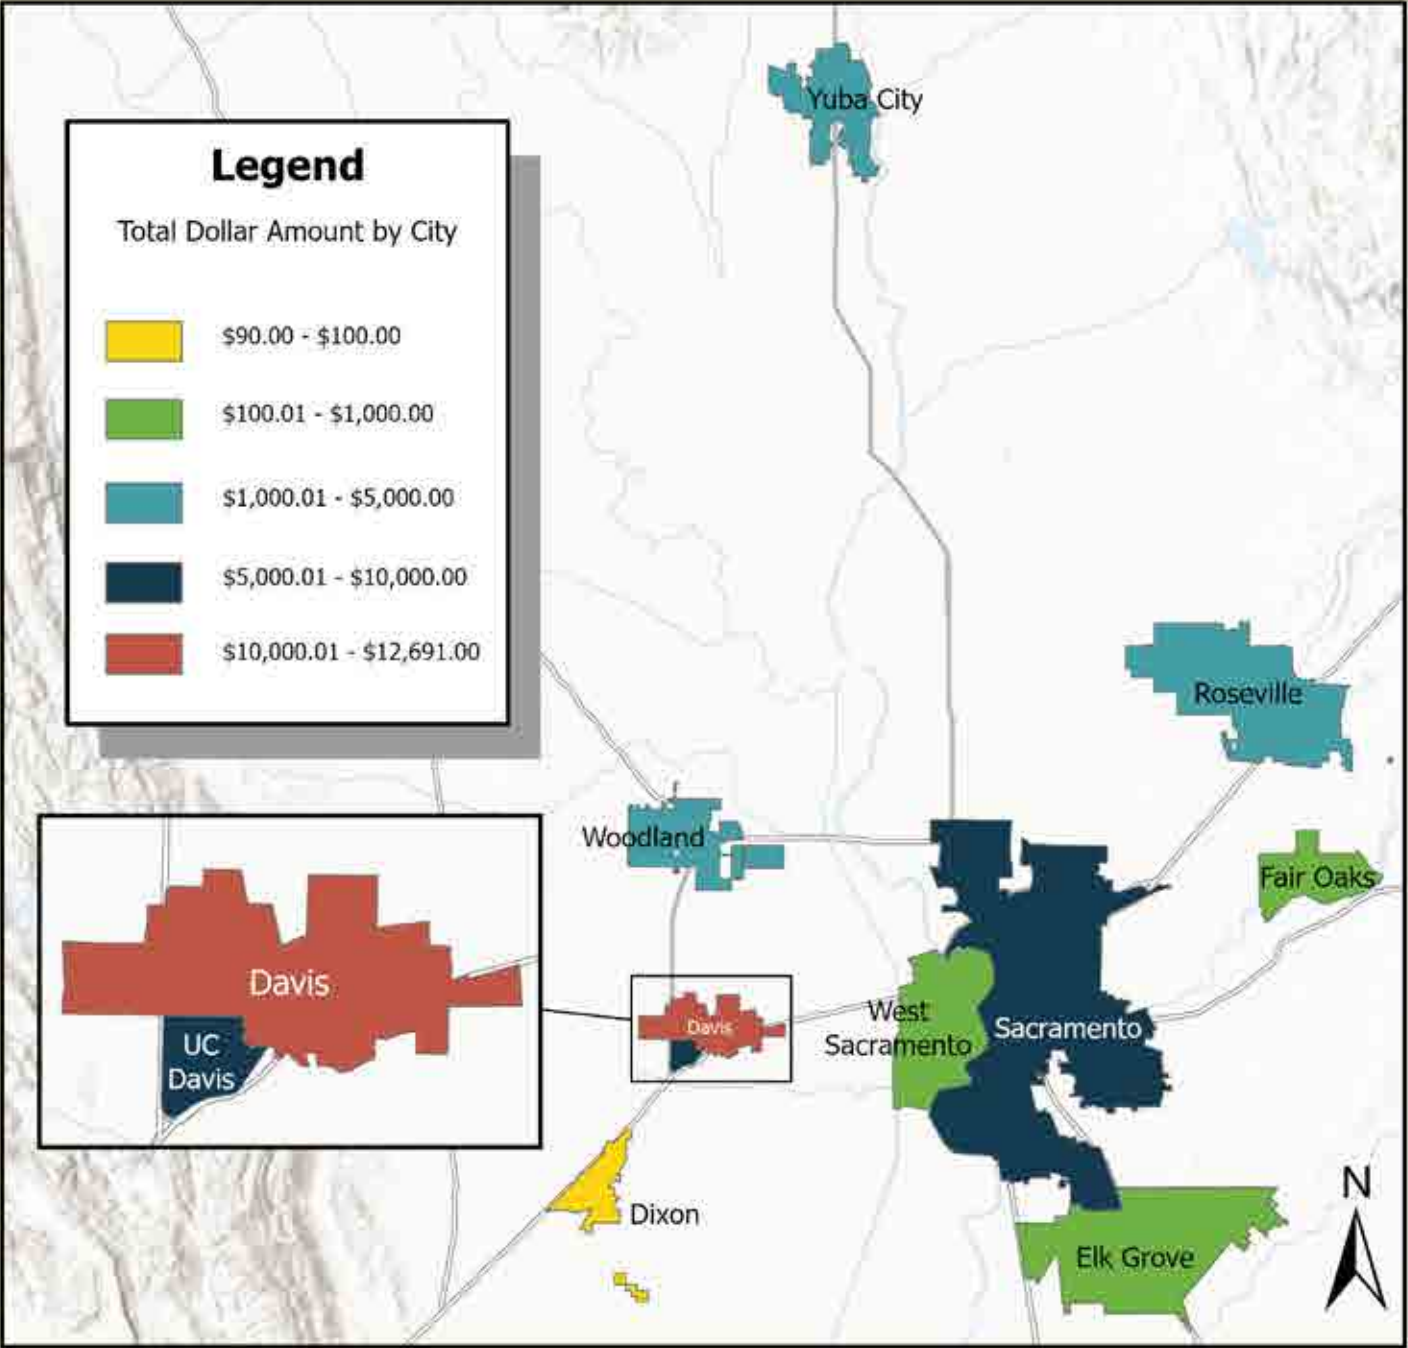 Yuba City
Legend
Total Dollar Amount by City
$90.00 - $100.00
$100.01 - $1,000.00
$1,000.01 - $5,000.00
$5,000.01 - $10,000.00
$10,000.01 - $12,691.00
Roseville
Woodland
Fair Oaks
Davis
UC
Davis
Davis
West
Sacramento
Sacramento
Dixon
Elk Grove
N